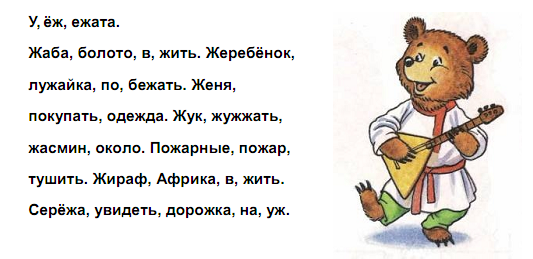 У, ёж, ежата.
Жаба, болото, в, жить. Жеребёнок,
лужайка, по, бежать. Женя,
покупать, одежда. Жук, жужжать,
жасмин, около. Пожарные, пожар,
тушить. Жираф, Африка, в, жить.
Серёжа, увидеть, дорожка, на, уж.